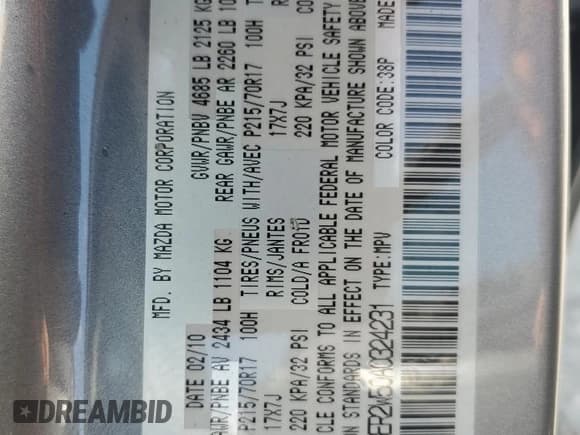 MFD. BY MAZDA MOTOR CORPORATION
GVWR/PNBV 4685 LB 2125 KG
DATE 02/10
GAWR/PNBE AV 2434 LB 1104 KG REAR GAWR/PNBE AR 2260 LB
P215/70R17 100H TIRES/PNEUS WITH/AVEC P215/70R17 100H
17X7J RIMS/JANTES 17X7J
220 KPA/32 PSI COLD/A FROID 220 KPA/32 PSI
CLE CONFORMS TO ALL APPLICABLE FEDERAL MOTOR VEHICLE SAFETY
STANDARDS IN EFFECT ON THE DATE OF MANUFACTURE SHOWN ABOVE
TYPE:MPV COLOR CODE:38P MADE
DREAMBID